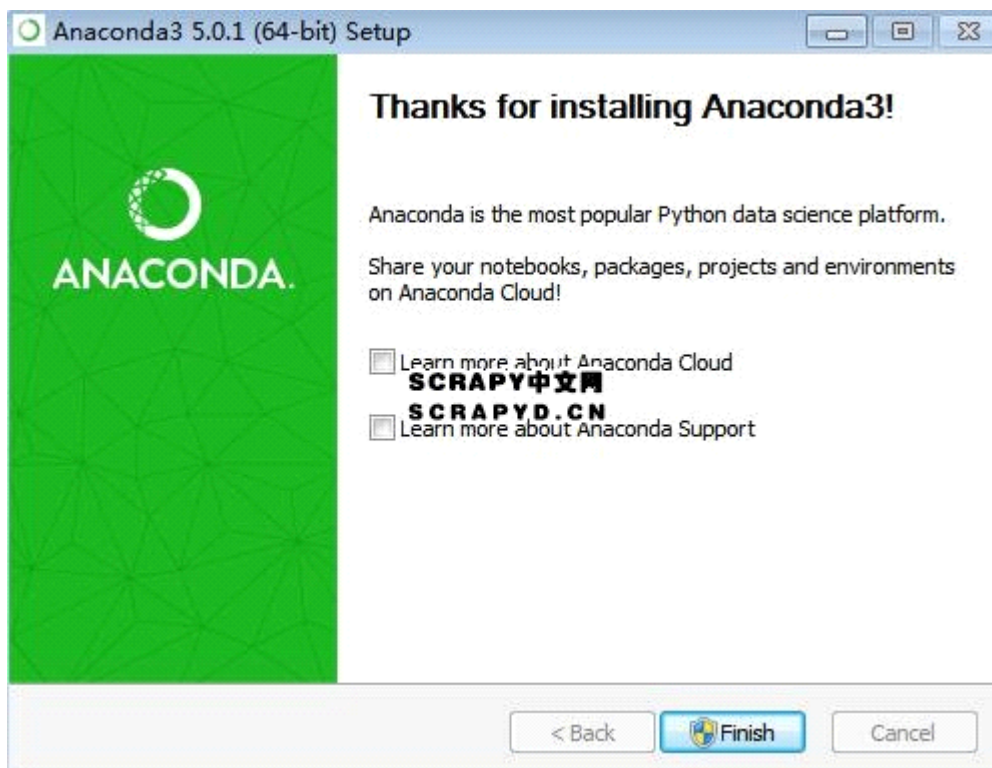 Anaconda3 5.0.1 (64-bit) Setup
Thanks for installing Anaconda3!
ANACONDA.
Anaconda is the most popular Python data science platform.
Share your notebooks, packages, projects and environments
on Anaconda Cloud!
Learn more about Anaconda Cloud
SCRAPY中文网
SCRAPYD.CN
Learn more about Anaconda Support
< Back
Finish
Cancel